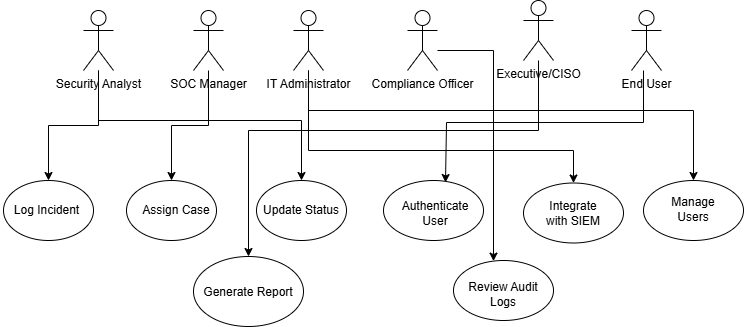 Security Analyst
SOC Manager
IT Administrator
Compliance Officer
Executive/CISO
End User
Log Incident
Assign Case
Update Status
Authenticate
User
Integrate
with SIEM
Manage
Users
Generate Report
Review Audit
Logs